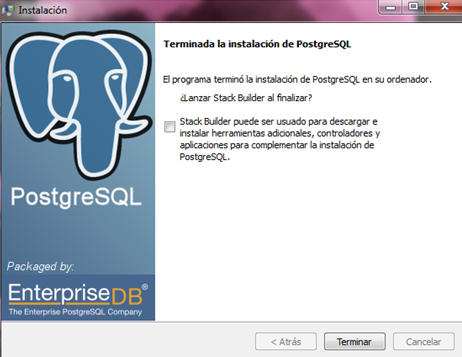 Instalación
Terminada la instalación de PostgreSQL
El programa terminó la instalación de PostgreSQL en su ordenador.
¿Lanzar Stack Builder al finalizar?
Stack Builder puede ser usado para descargar e
instalar herramientas adicionales, controladores y
aplicaciones para complementar la instalación de
PostgreSQL.
PostgreSQL
Packaged by:
EnterpriseDB®
The Enterprise PostgreSQL Company
< Atrás
Terminar
Cancelar